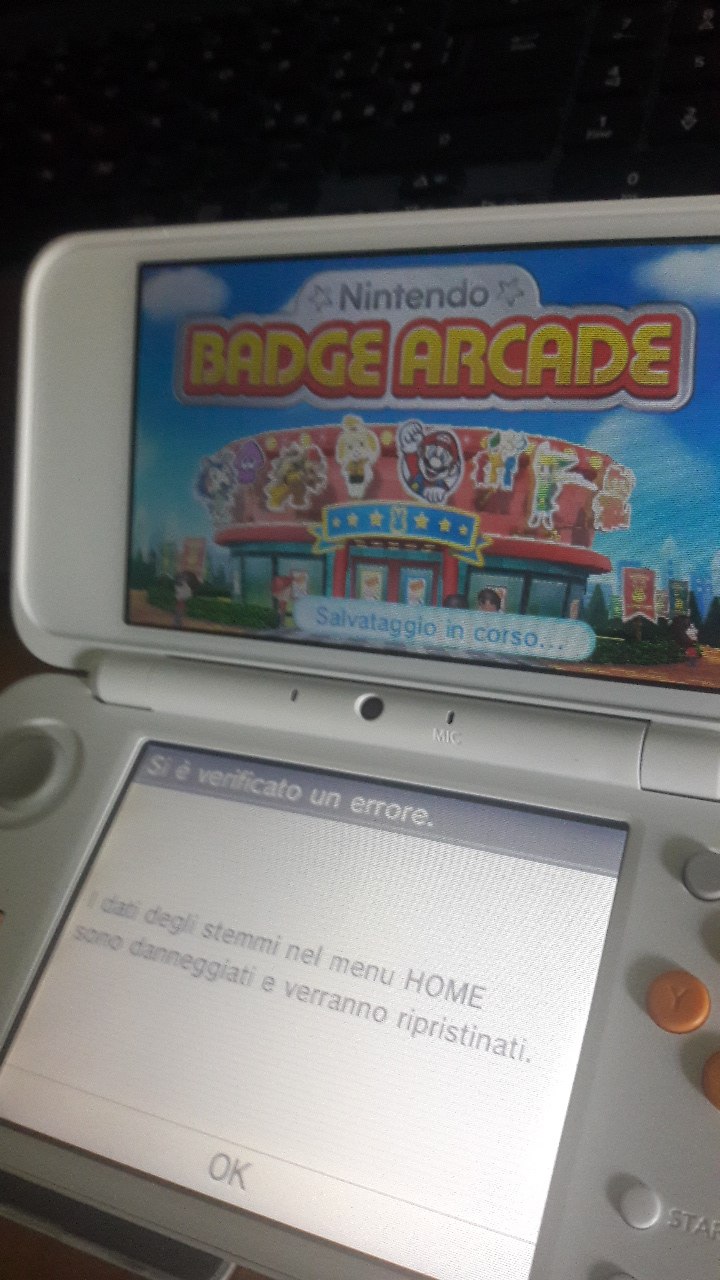 Nintendo
BADGE ARCADE
Salvataggio in corso...
MIC
Si è verificato un errore.
I dati degli stemmi nel menu HOME
sono danneggiati e verranno ripristinati.
Y
OK
STAR